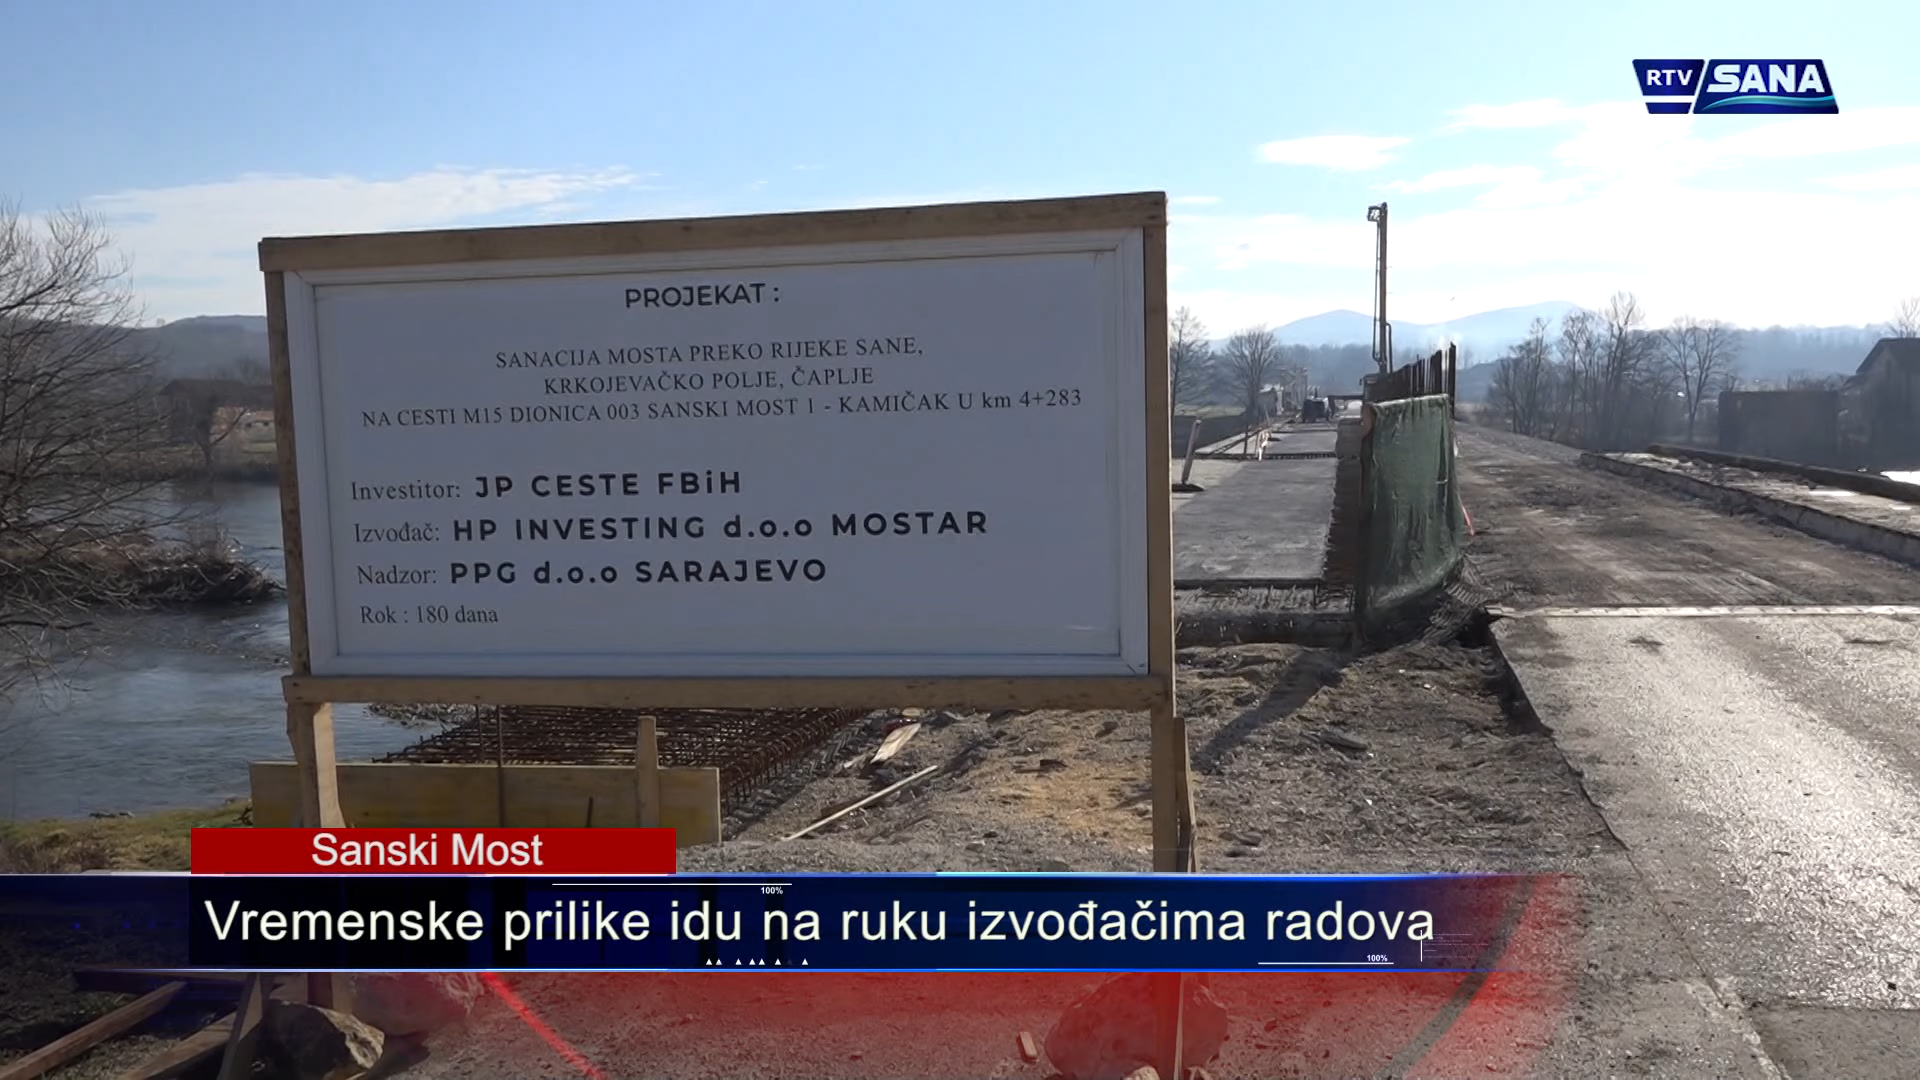 RTV SANA
PROJEKAT :
SANACIJA MOSTA PREKO RIJEKE SANE,
KRKOJEVAČKO POLJE, ČAPLJE
NA CESTI M15 DIONICA 003 SANSKI MOST 1 - KAMIČAK U km 4+283
Investitor: JP CESTE FBiH
Izvođač: HP INVESTING d.o.o MOSTAR
Nadzor: PPG d.o.o SARAJEVO
Rok : 180 dana
Sanski Most
100%
Vremenske prilike idu na ruku izvođačima radova
100%